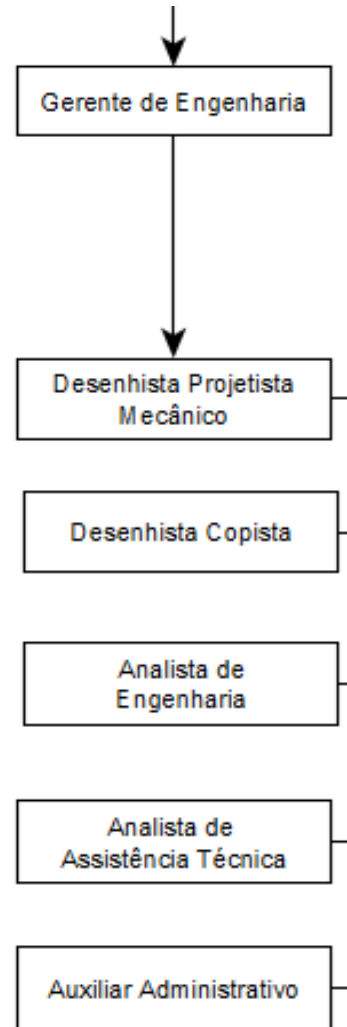 Gerente de Engenharia
Desenhista Projetista
Mecânico
Desenhista Copista
Analista de
Engenharia
Analista de
Assistência Técnica
Auxiliar Administrativo